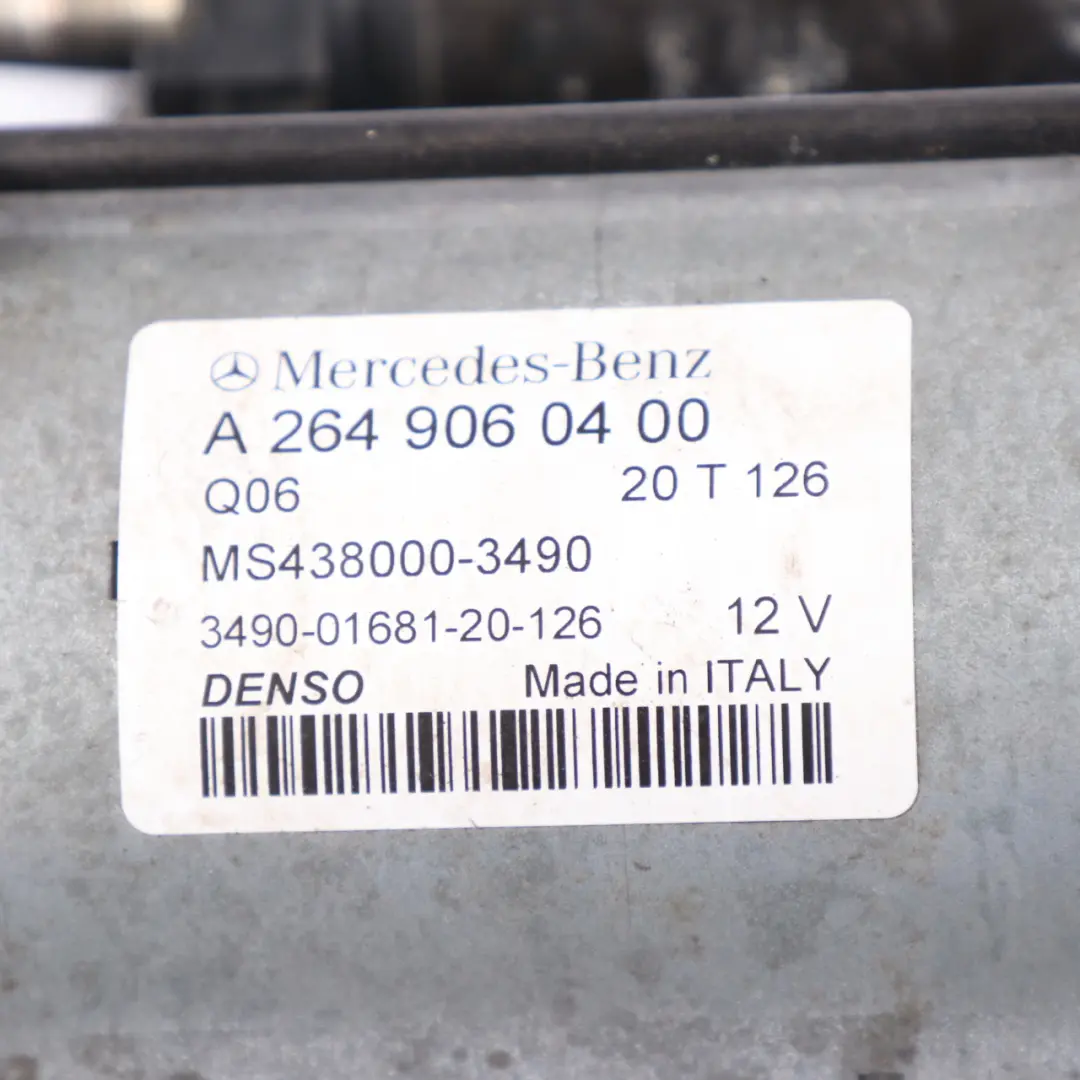 Mercedes-Benz
A 264 906 04 00
Q06 20 T 126
MS438000-3490
3490-01681-20-126 12 V
DENSO Made in ITALY